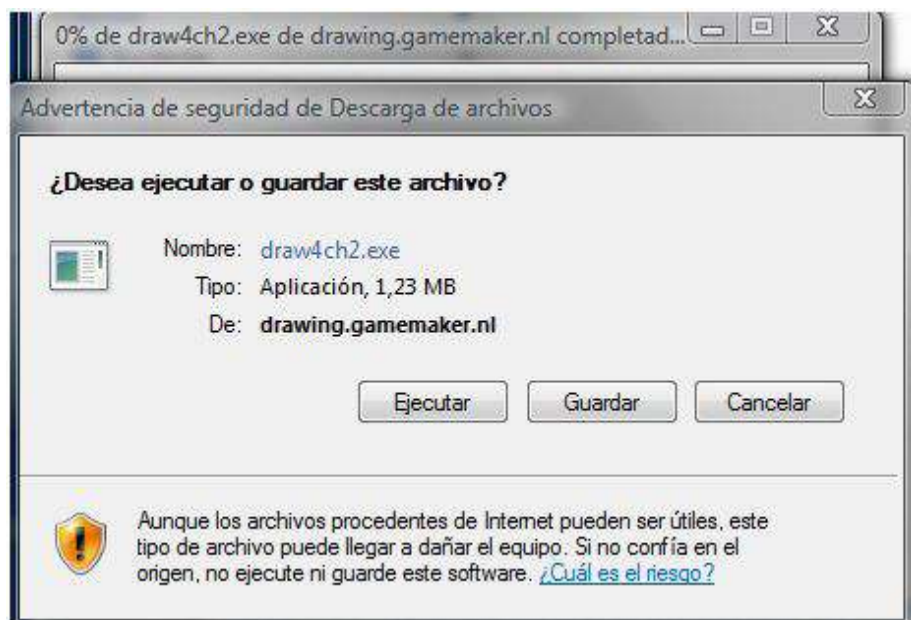 0% de draw4ch2.exe de drawing.gamemaker.nl completad...
Advertencia de seguridad de Descarga de archivos
¿Desea ejecutar o guardar este archivo?
Nombre: draw4ch2.exe
Tipo: Aplicación, 1,23 MB
De: drawing.gamemaker.nl
Ejecutar Guardar Cancelar
Aunque los archivos procedentes de Internet pueden ser útiles, este
tipo de archivo puede llegar a dañar el equipo. Si no confía en el
origen, no ejecute ni guarde este software. ¿Cuál es el riesgo?